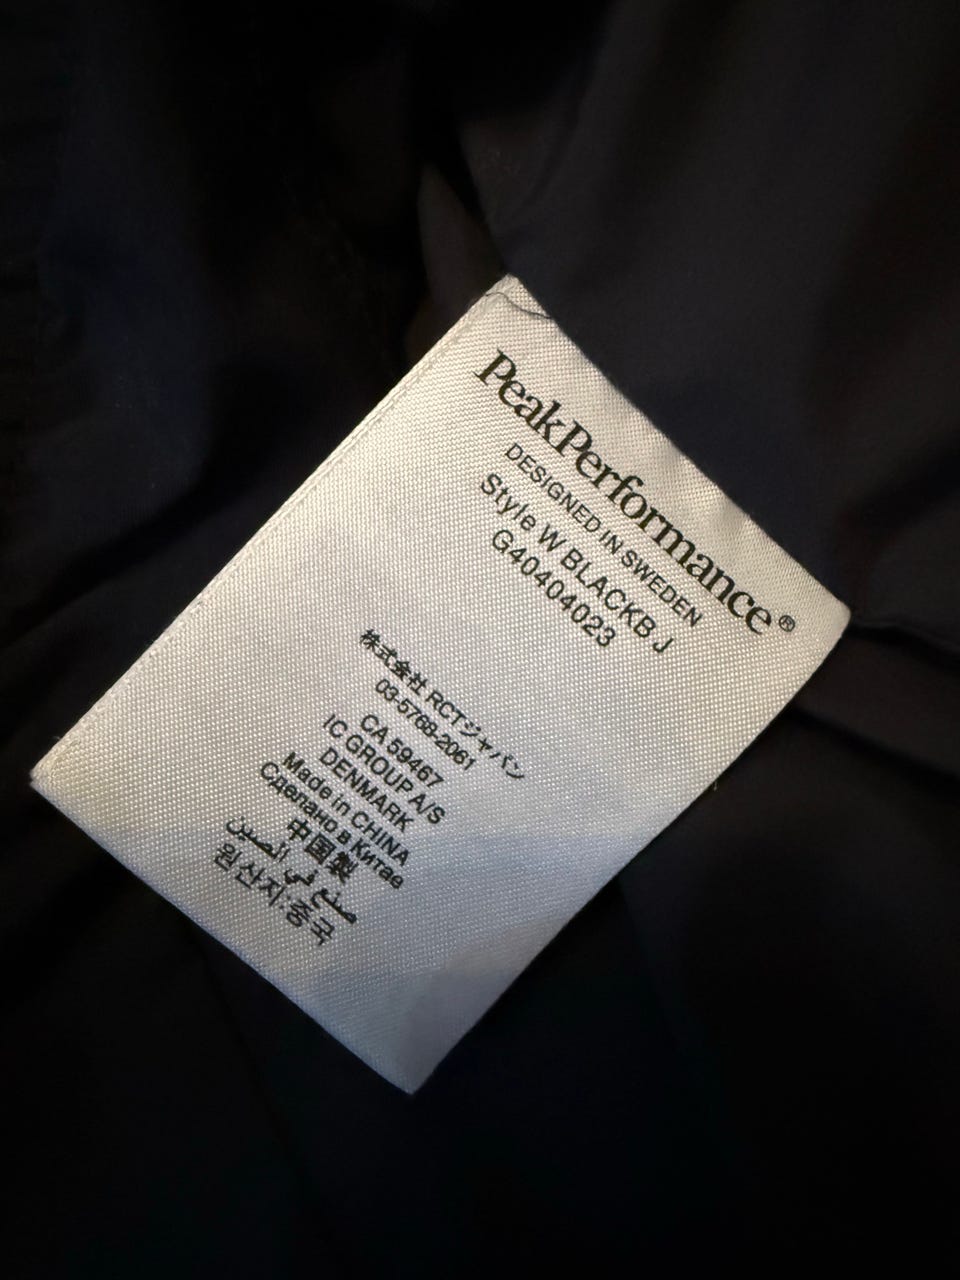 PeakPerformance®
DESIGNED IN SWEDEN
Style W BLACKB J
G40404023
株式会社 RCTジャパン
03-5768-2061
CA 59467
IC GROUP A/S
DENMARK
Made in CHINA
Сделано в Китае
中国製
صنع في الصين
원산지:중국